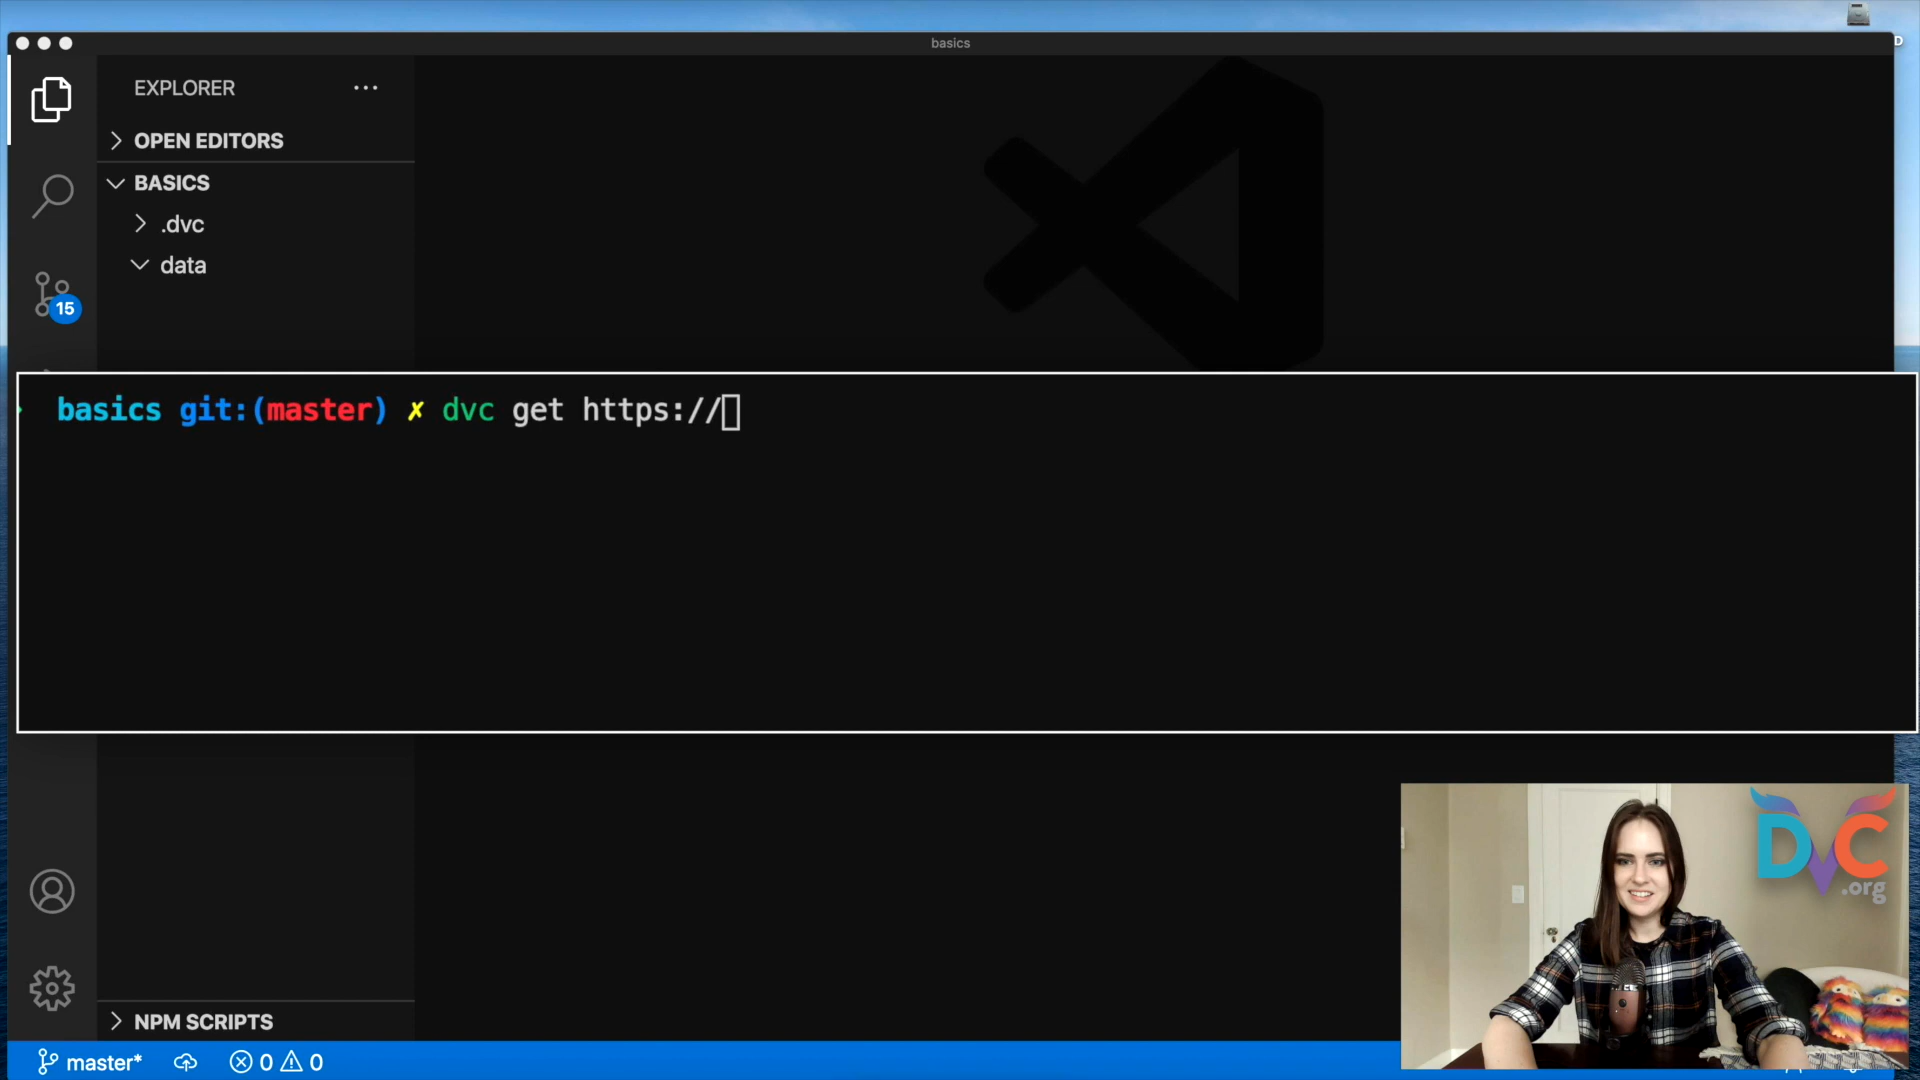 basics
D
EXPLORER
OPEN EDITORS
BASICS
.dvc
data
15
basics git:(master) ✗ dvc get https://
DVC
.org
NPM SCRIPTS
master*
0
0